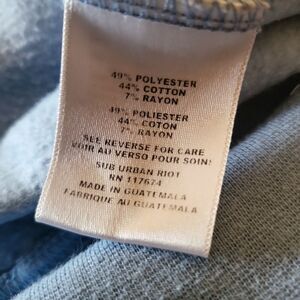 49% POLYESTER
44% COTTON
7% RAYON
49% POLIESTER
44% COTON
7% RAYON
SEE REVERSE FOR CARE
VOIR AU VERSO POUR SOIN
SUB URBAN RIOT
RN 117674
MADE IN GUATEMALA
FABRIQUE AU GUATEMALA